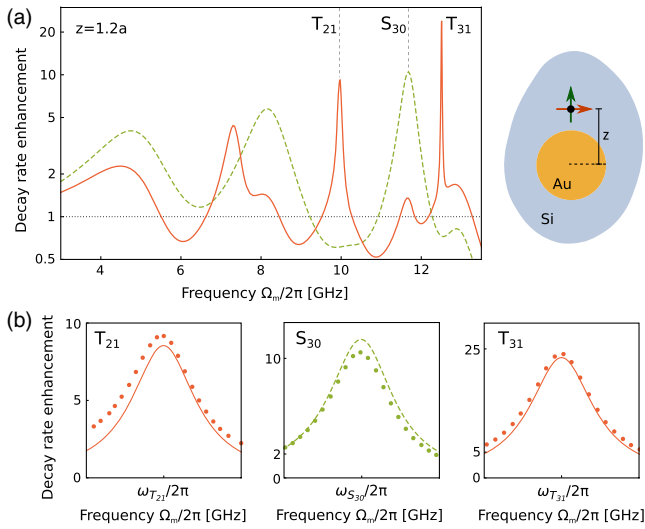 (a)
z=1.2a
T21
S30
T31
Decay rate enhancement
20
10
5
2
1
0.5
4
6
8
10
12
Frequency Ωm/2π [GHz]
z
Au
Si
(b)
Decay rate enhancement
T21
10
5
0
ωT21/2π
Frequency Ωm/2π [GHz]
S30
10
2
0
ωS30/2π
Frequency Ωm/2π [GHz]
T31
25
5
0
ωT31/2π
Frequency Ωm/2π [GHz]